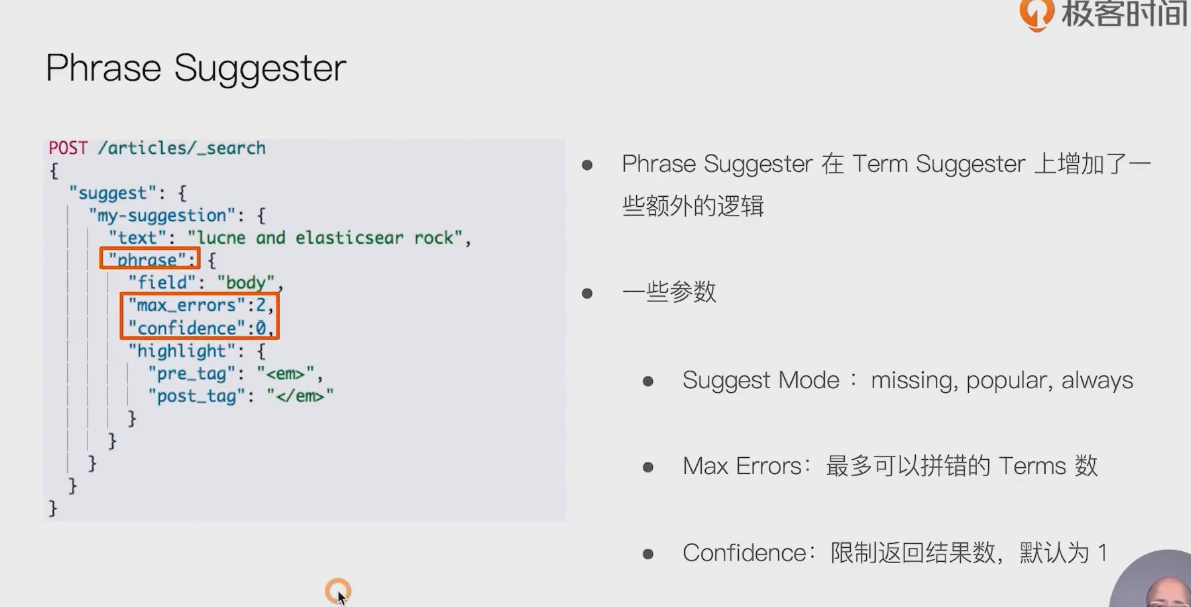 极客时间
Phrase Suggester
POST /articles/_search
{
"suggest": {
"my-suggestion": {
"text": "lucne and elasticsear rock",
"phrase": {
"field": "body",
"max_errors":2,
"confidence":0,
"highlight": {
"pre_tag": "<em>",
"post_tag": "</em>"
}
}
}
}
}
• Phrase Suggester 在 Term Suggester 上增加了一
些额外的逻辑
• 一些参数
• Suggest Mode : missing, popular, always
• Max Errors：最多可以拼错的 Terms 数
• Confidence：限制返回结果数，默认为 1